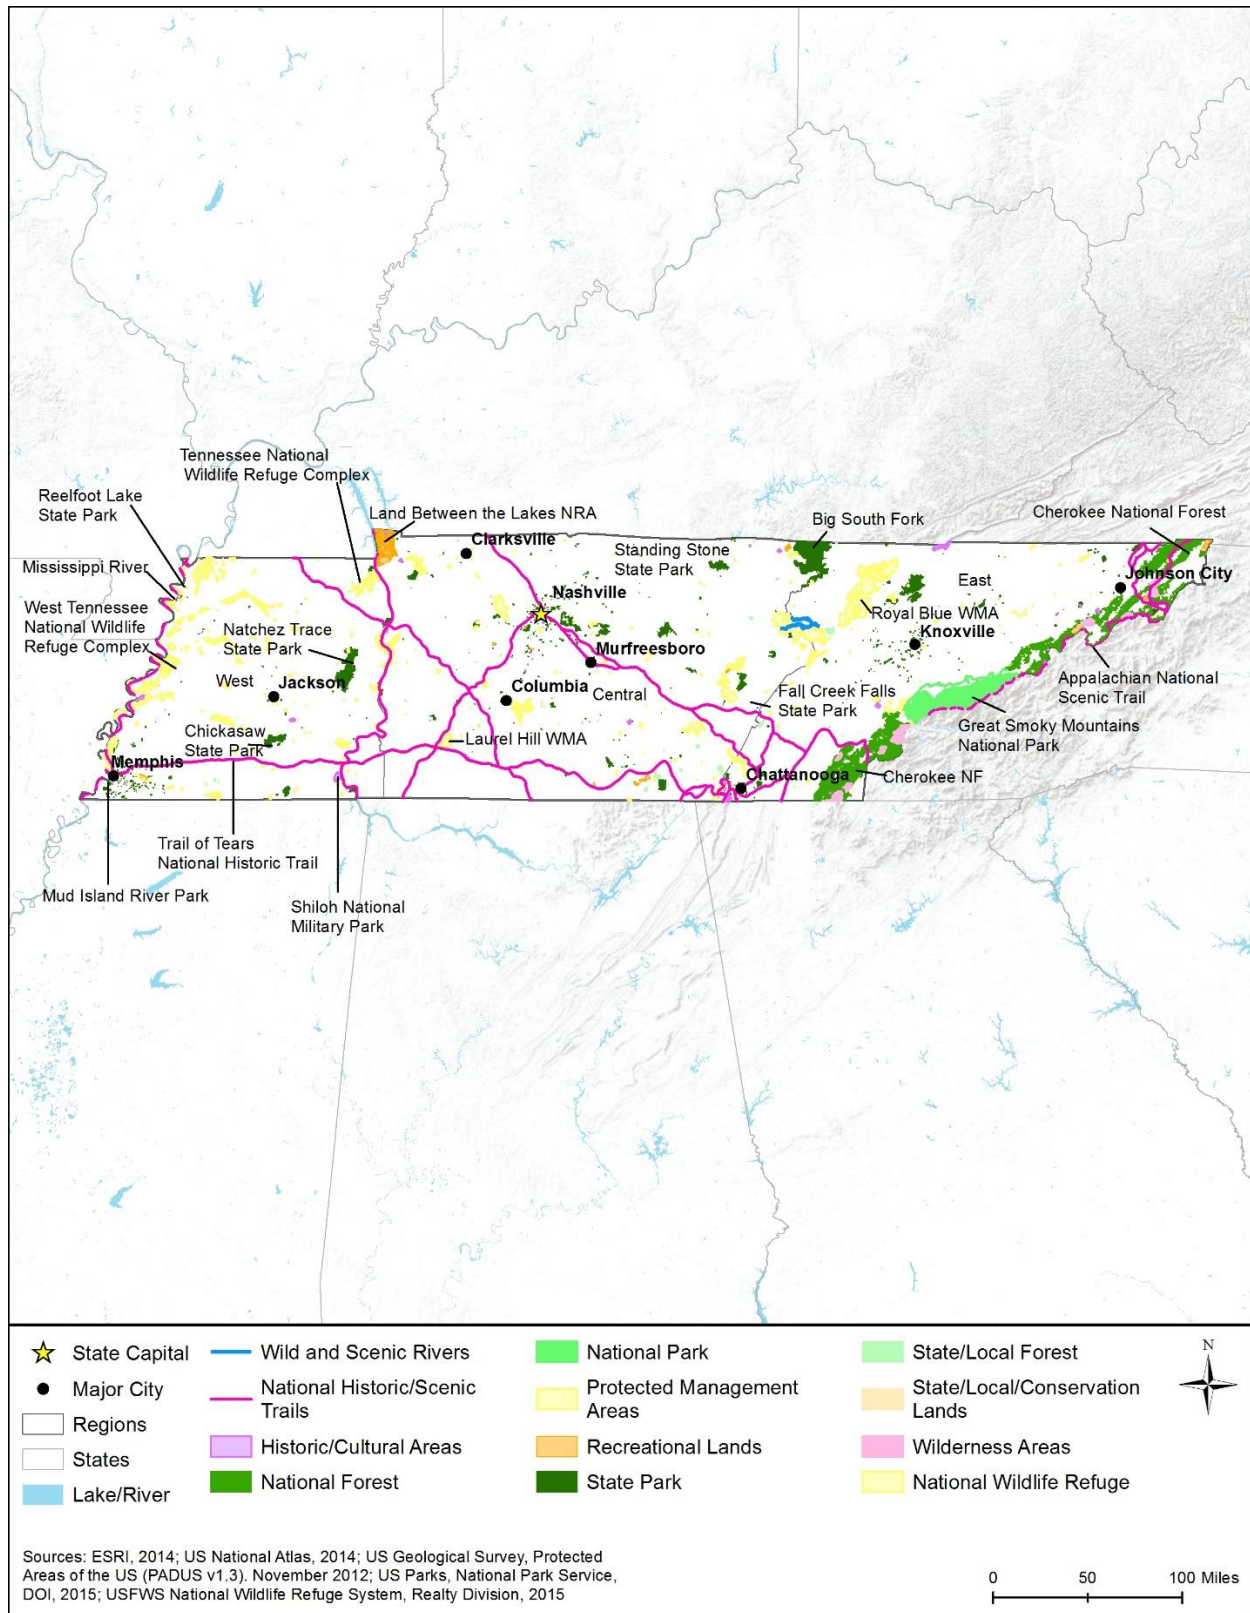 Tennessee National
Wildlife Refuge Complex
Reelfoot Lake
State Park
Land Between the Lakes NRA
Big South Fork
Cherokee National Forest
Clarksville
Standing Stone
State Park
Mississippi River
East
Johnson City
Nashville
West Tennessee
National Wildlife
Refuge Complex
Royal Blue WMA
Natchez Trace
State Park
Knoxville
Murfreesboro
West
Jackson
Columbia
Central
Fall Creek Falls
State Park
Appalachian National
Scenic Trail
Great Smoky Mountains
National Park
Chickasaw
State Park
Laurel Hill WMA
Memphis
Chattanooga
Cherokee NF
Trail of Tears
National Historic Trail
Mud Island River Park
Shiloh National
Military Park
State Capital
Major City
Regions
States
Lake/River
Wild and Scenic Rivers
National Historic/Scenic
Trails
Historic/Cultural Areas
National Forest
National Park
Protected Management
Areas
Recreational Lands
State Park
State/Local Forest
State/Local/Conservation
Lands
Wilderness Areas
National Wildlife Refuge
N
Sources: ESRI, 2014; US National Atlas, 2014; US Geological Survey, Protected
Areas of the US (PADUS v1.3). November 2012; US Parks, National Park Service,
DOI, 2015; USFWS National Wildlife Refuge System, Realty Division, 2015
0 50 100 Miles